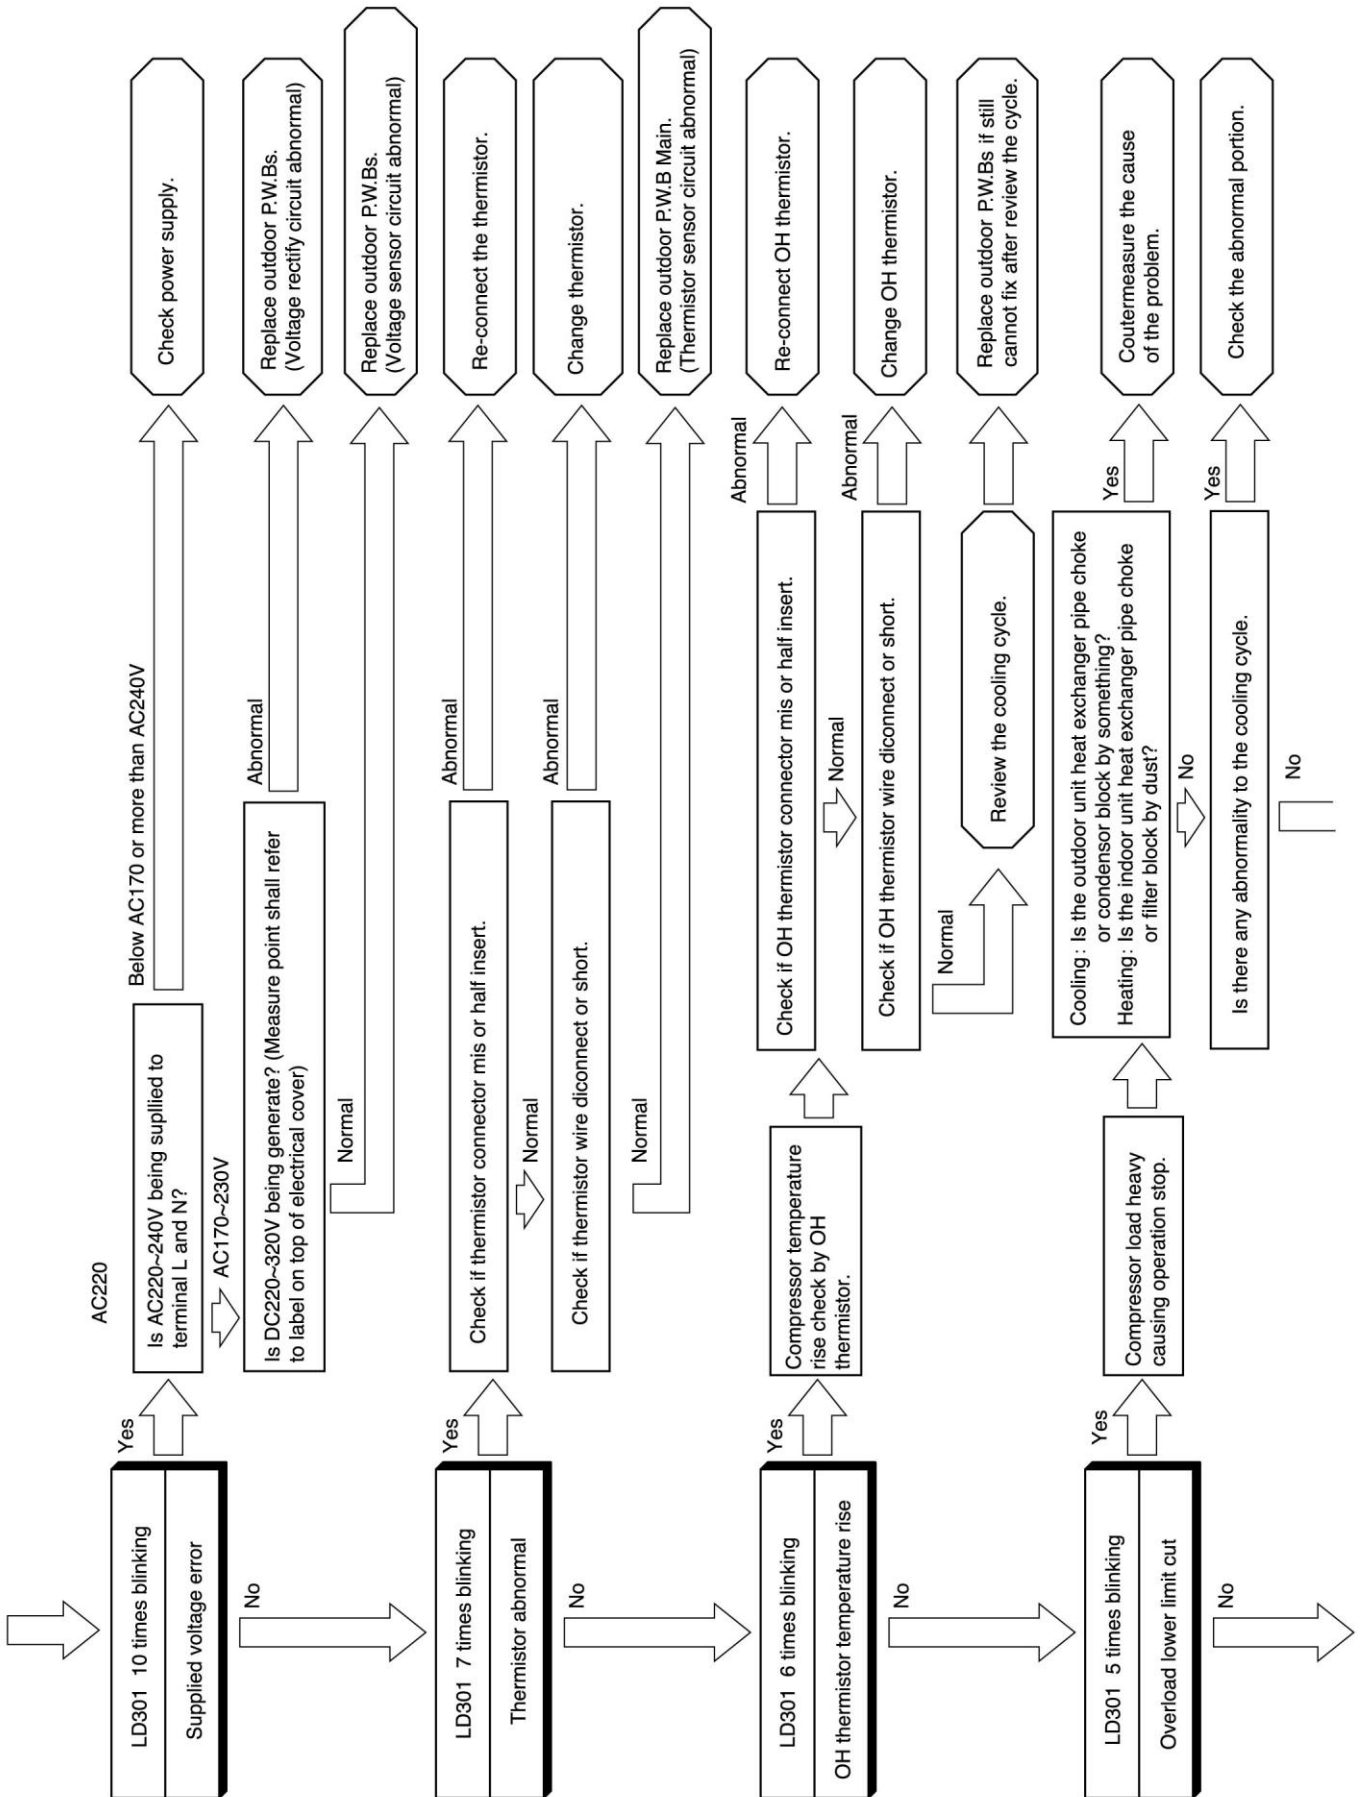 AC220
LD301 10 times blinking
Supplied voltage error
Yes
Is AC220~240V being supllied to
terminal L and N?
Below AC170 or more than AC240V
Check power supply.
AC170~230V
Is DC220~320V being generate? (Measure point shall refer
to label on top of electrical cover)
Abnormal
Replace outdoor P.W.Bs.
(Voltage rectify circuit abnormal)
Normal
Replace outdoor P.W.Bs.
(Voltage sensor circuit abnormal)
No
LD301 7 times blinking
Thermistor abnormal
Yes
Check if thermistor connector mis or half insert.
Abnormal
Re-connect the thermistor.
Normal
Check if thermistor wire diconnect or short.
Abnormal
Change thermistor.
Normal
Replace outdoor P.W.B Main.
(Thermistor sensor circuit abnormal)
No
LD301 6 times blinking
OH thermistor temperature rise
Yes
Compressor temperature
rise check by OH
thermistor.
Check if OH thermistor connector mis or half insert.
Abnormal
Re-connect OH thermistor.
Normal
Check if OH thermistor wire diconnect or short.
Abnormal
Change OH thermistor.
Normal
Review the cooling cycle.
Replace outdoor P.W.Bs if still
cannot fix after review the cycle.
No
LD301 5 times blinking
Overload lower limit cut
Yes
Compressor load heavy
causing operation stop.
Cooling : Is the outdoor unit heat exchanger pipe choke
or condensor block by something?
Heating: Is the indoor unit heat exchanger pipe choke
or filter block by dust?
Yes
Coutermeasure the cause
of the problem.
No
Is there any abnormality to the cooling cycle.
Yes
Check the abnormal portion.
No
No